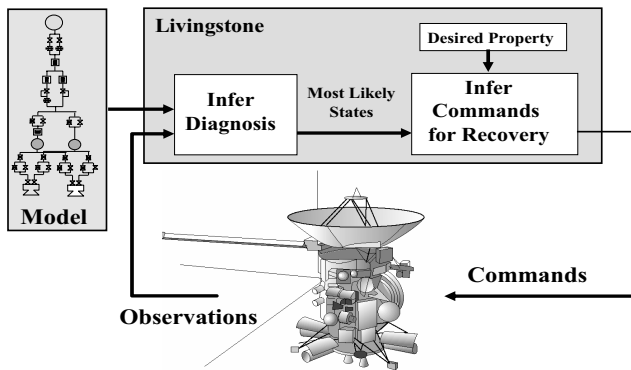 Livingstone
Desired Property
Infer
Diagnosis
Most Likely
States
Infer
Commands
for Recovery
Model
Observations
Commands